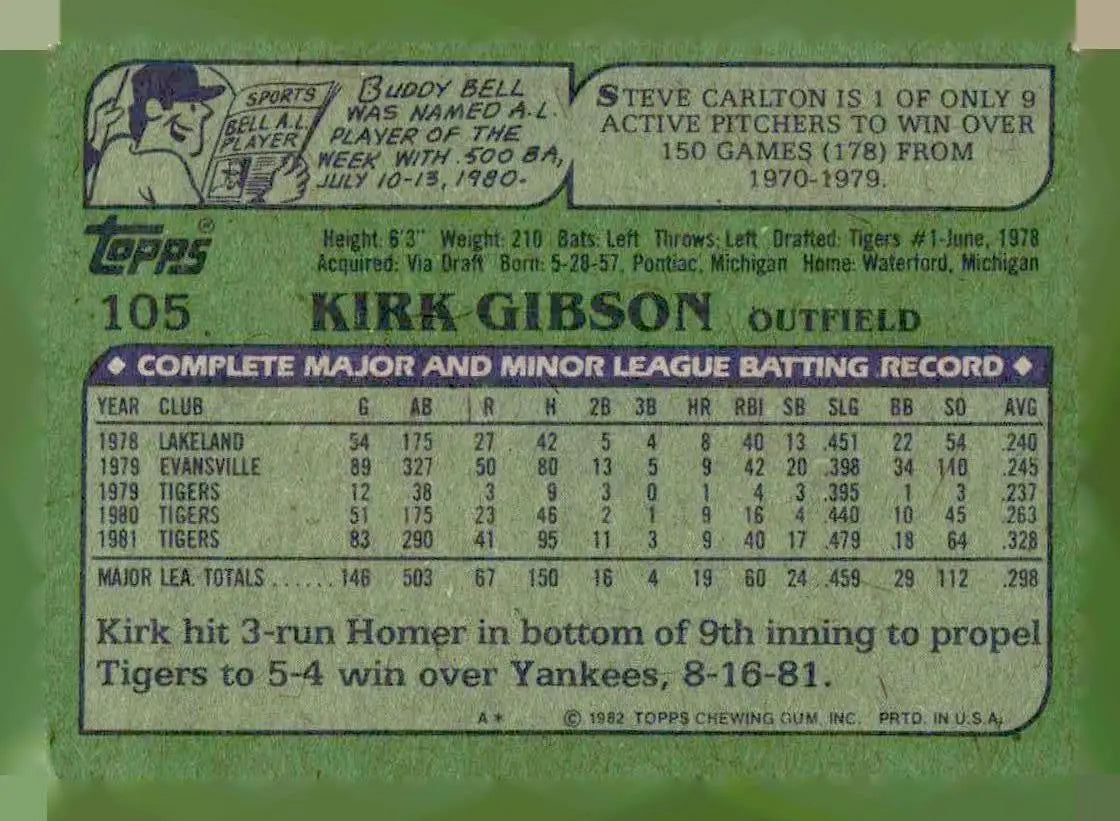 SPORTS
BELL A.L.
PLAYER
BUDDY BELL
WAS NAMED A.L.
PLAYER OF THE
WEEK WITH .500 BA,
JULY 10-13, 1980.
STEVE CARLTON IS 1 OF ONLY 9
ACTIVE PITCHERS TO WIN OVER
150 GAMES (178) FROM
1970-1979.
Topps®
Height: 6'3" Weight: 210 Bats: Left Throws: Left Drafted: Tigers #1-June, 1978
Acquired: Via Draft Born: 5-28-57, Pontiac, Michigan Home: Waterford, Michigan
105 KIRK GIBSON OUTFIELD
◆ COMPLETE MAJOR AND MINOR LEAGUE BATTING RECORD ◆
YEAR CLUB G AB R H 2B 3B HR RBI SB SLG BB SO AVG
1978 LAKELAND 54 175 27 42 5 4 8 40 13 .451 22 54 .240
1979 EVANSVILLE 89 327 50 80 13 5 9 42 20 .398 34 110 .245
1979 TIGERS 12 38 3 9 3 0 1 4 3 .395 1 3 .237
1980 TIGERS 51 175 23 46 2 1 9 16 4 .440 10 45 .263
1981 TIGERS 83 290 41 95 11 3 9 40 17 .479 18 64 .328
MAJOR LEA. TOTALS ...... 146 503 67 150 16 4 19 60 24 .459 29 112 .298
Kirk hit 3-run Homer in bottom of 9th inning to propel
Tigers to 5-4 win over Yankees, 8-16-81.
A* © 1982 TOPPS CHEWING GUM, INC. PRTD. IN U.S.A.